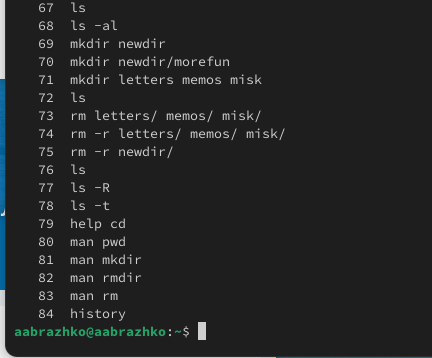 67 ls
68 ls -al
69 mkdir newdir
70 mkdir newdir/morefun
71 mkdir letters memos misk
72 ls
73 rm letters/ memos/ misk/
74 rm -r letters/ memos/ misk/
75 rm -r newdir/
76 ls
77 ls -R
78 ls -t
79 help cd
80 man pwd
81 man mkdir
82 man rmdir
83 man rm
84 history
aabrazhko@aabrazhko:~$